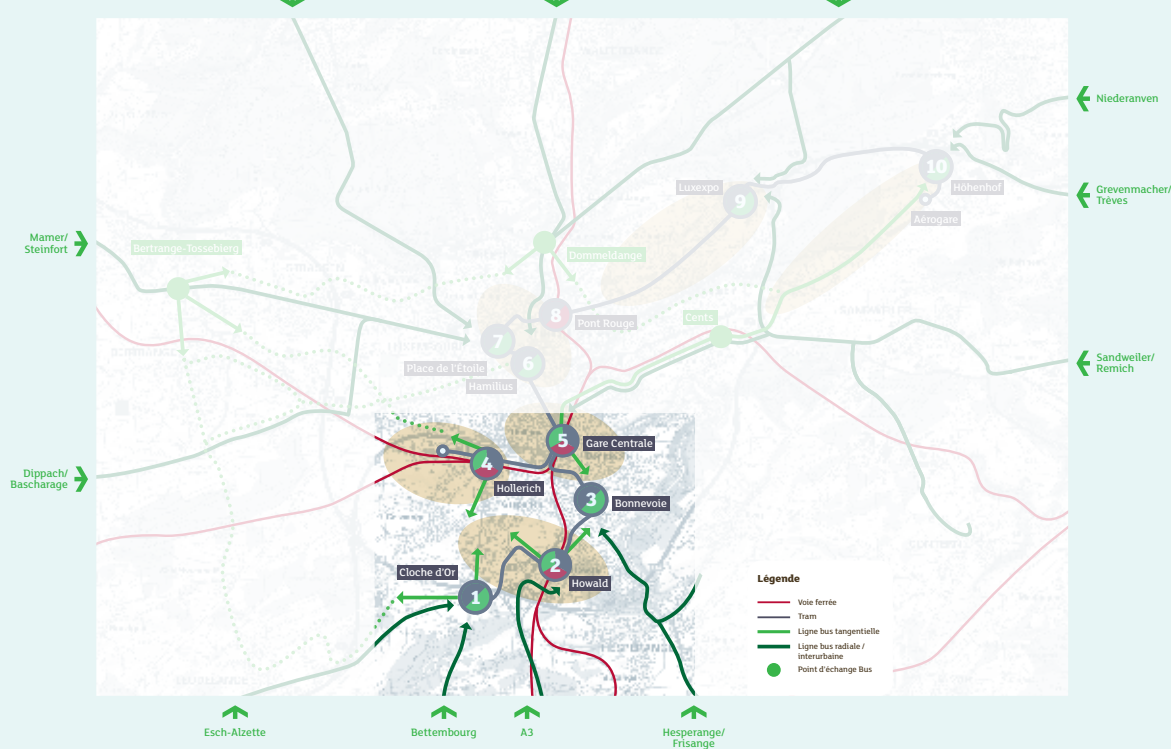 Niederanven
10
Luxexpo
9
Höhenhof
Grevenmacher/
Trèves
Aérogare
Mamer/
Steinfort
Bertrange-Tossebierg
Dommeldange
8
Pont Rouge
Cents
7
Place de l'Étoile
6
Hamilius
Sandweiler/
Remich
5
Gare Centrale
4
Hollerich
Dippach/
Bascharage
3
Bonnevoie
Cloche d'Or
2
Howald
1
Légende
Voie ferrée
Tram
Ligne bus tangentielle
Ligne bus radiale /
interurbaine
Point d'échange Bus
Esch-Alzette
Bettembourg
A3
Hesperange/
Frisange